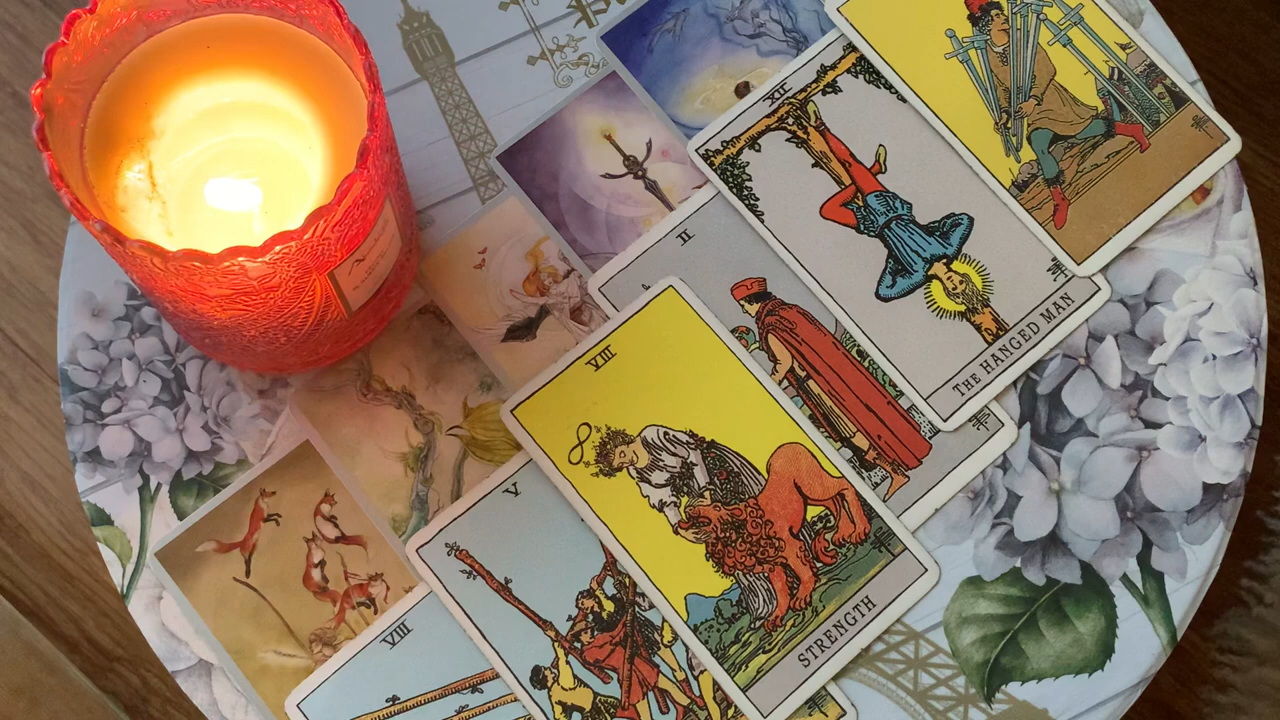 XII
THE HANGED MAN
II
VIII
STRENGTH
V
VIII